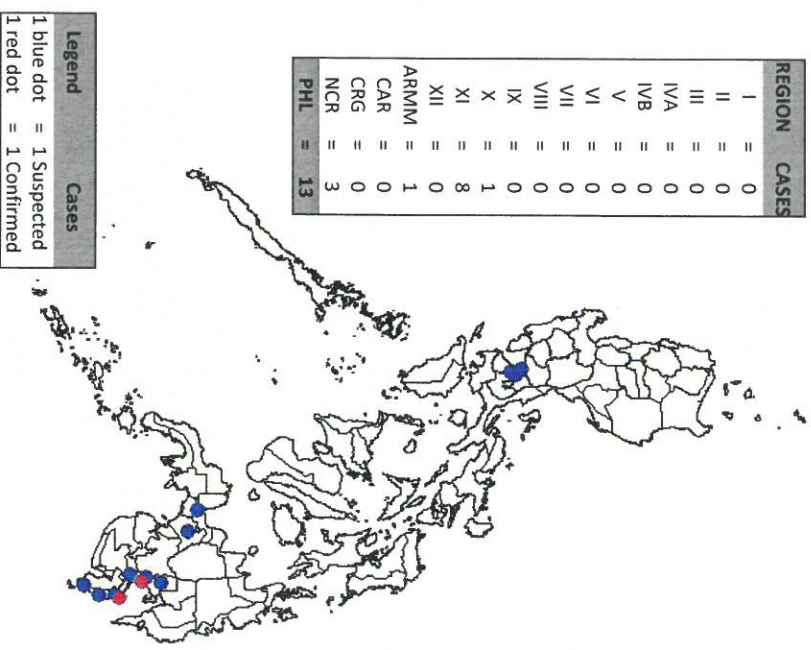 REGION CASES
I = 0
II = 0
III = 0
IVA = 0
IVB = 0
V = 0
VI = 0
VII = 0
VIII = 0
IX = 0
X = 1
XI = 8
XII = 0
ARMM = 1
CAR = 0
CRG = 0
NCR = 3
PHL = 13
Legend Cases
1 blue dot = 1 Suspected
1 red dot = 1 Confirmed